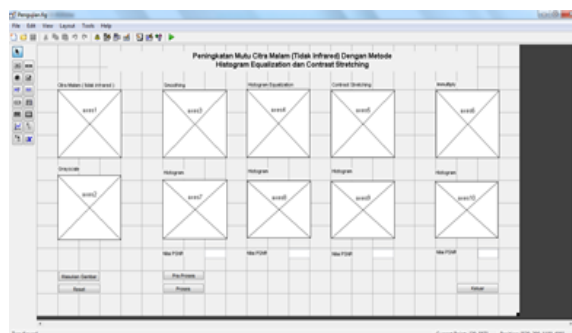 Pengujian.fig
File Edit View Layout Tools Help
Peningkatan Mutu Citra Malam (Tidak Infrared) Dengan Metode
Histogram Equalization dan Contrast Stretching
Citra Malam ( tidak infrared ) Smoothing Histogram Equalization Contrast Stretching
axes1 axes3 axes4 axes5 axes6
Grayscale Histogram Histogram Histogram Histogram
axes2 axes7 axes8 axes9 axes10
Nilai PSNR Nilai PSNR Nilai PSNR Nilai PSNR
Masukan Gambar Pra Proses
Reset Proses Keluar